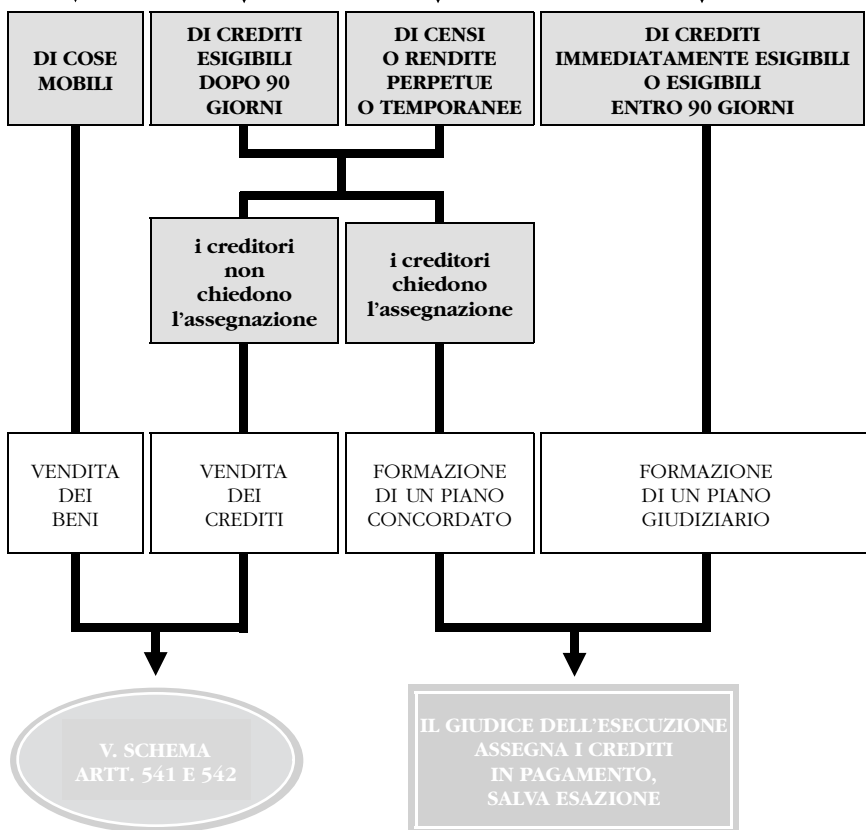 DI COSE
MOBILI
DI CREDITI
ESIGIBILI
DOPO 90
GIORNI
DI CENSI
O RENDITE
PERPETUE
O TEMPORANEE
DI CREDITI
IMMEDIATAMENTE ESIGIBILI
O ESIGIBILI
ENTRO 90 GIORNI
i creditori
non
chiedono
l'assegnazione
i creditori
chiedono
l'assegnazione
VENDITA
DEI
BENI
VENDITA
DEI
CREDITI
FORMAZIONE
DI UN PIANO
CONCORDATO
FORMAZIONE
DI UN PIANO
GIUDIZIARIO
V. SCHEMA
ARTT. 541 E 542
IL GIUDICE DELL'ESECUZIONE
ASSEGNA I CREDITI
IN PAGAMENTO,
SALVA ESAZIONE